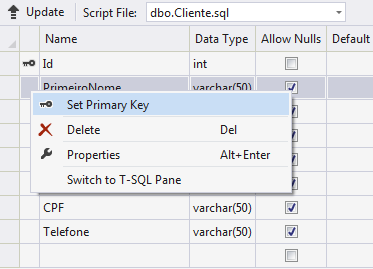 Update Script File: dbo.Cliente.sql
Name Data Type Allow Nulls Default
Id int
PrimeiroNome varchar(50)
Set Primary Key
Delete Del
Properties Alt+Enter
Switch to T-SQL Pane
CPF varchar(50)
Telefone varchar(50)